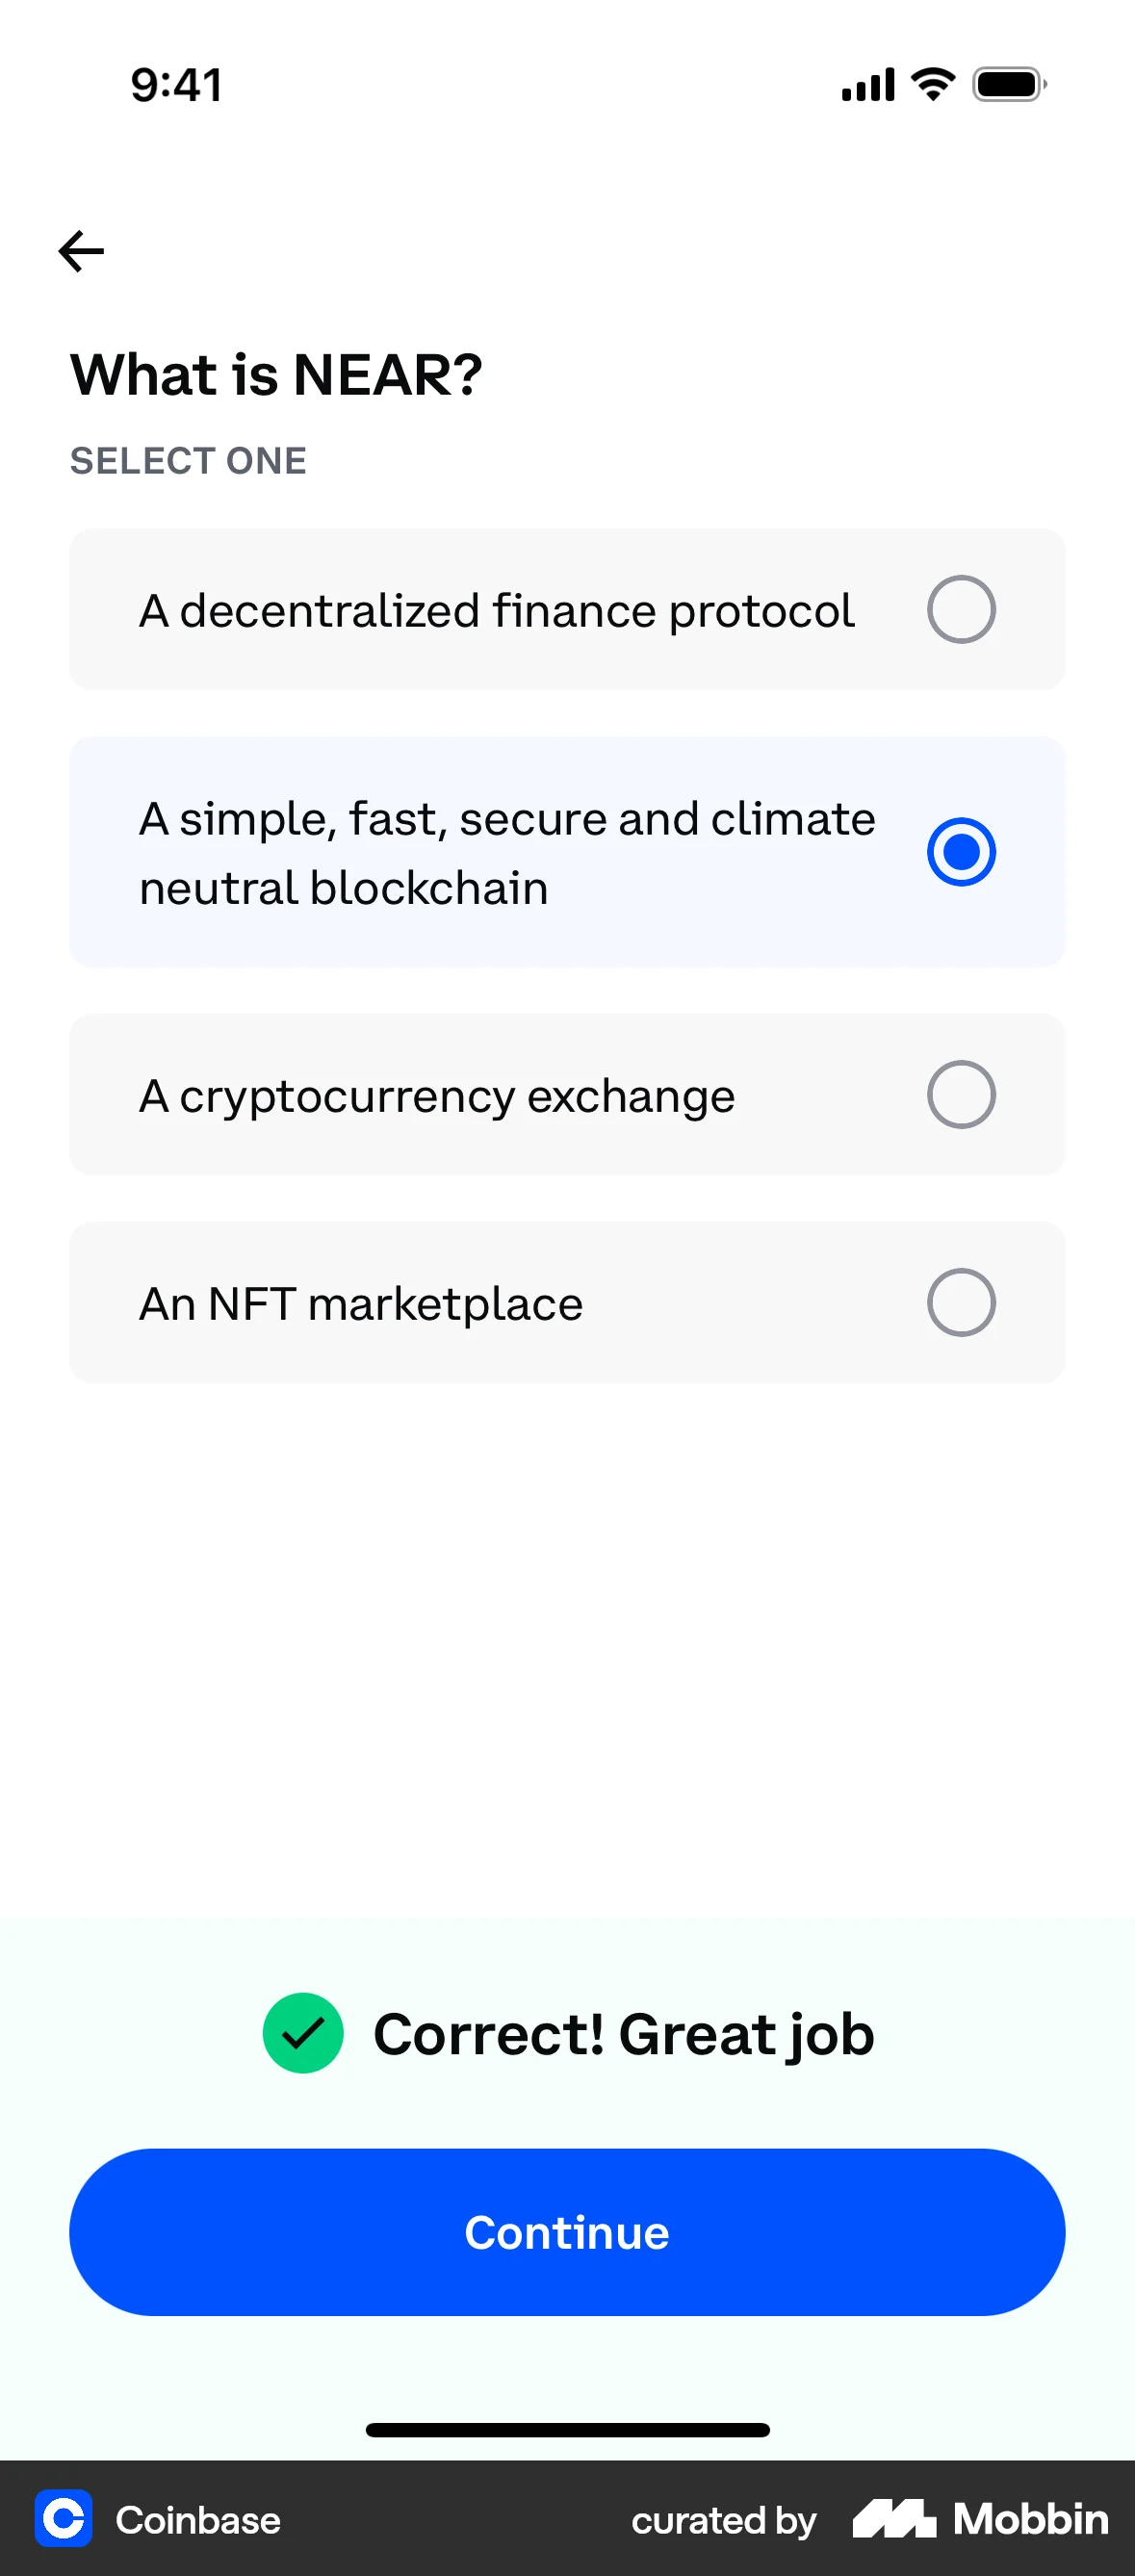 9:41
What is NEAR?
SELECT ONE
A decentralized finance protocol
A simple, fast, secure and climate
neutral blockchain
A cryptocurrency exchange
An NFT marketplace
Correct! Great job
Continue
Coinbase
curated by Mobbin